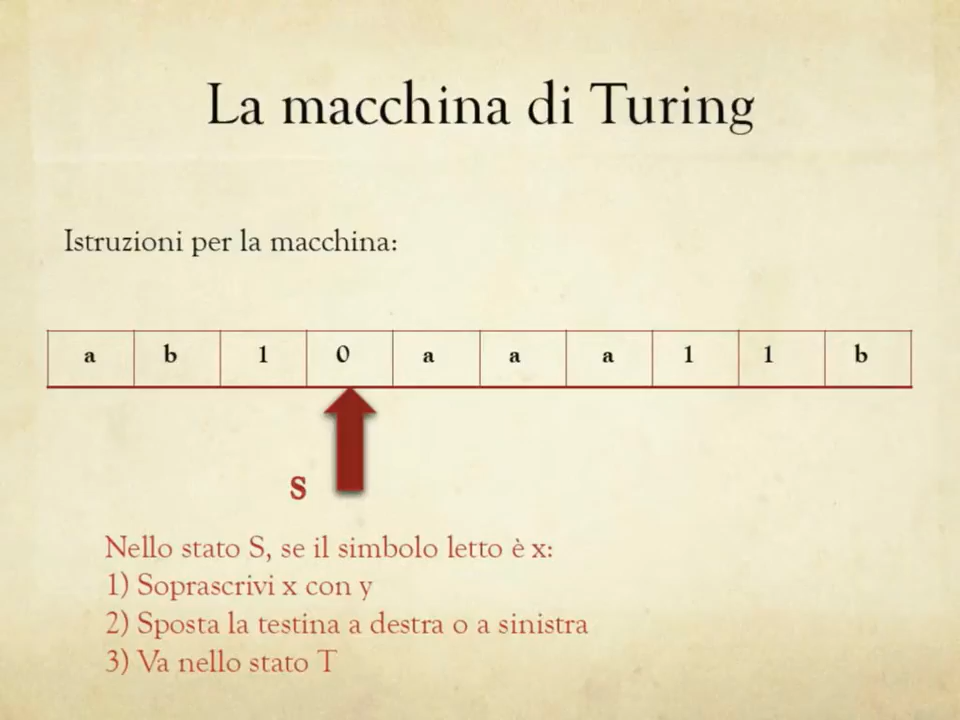 La macchina di Turing
Istruzioni per la macchina:
a b 1 0 a a a 1 1 b
S
Nello stato S, se il simbolo letto è x:
1) Soprascrivi x con y
2) Sposta la testina a destra o a sinistra
3) Va nello stato T